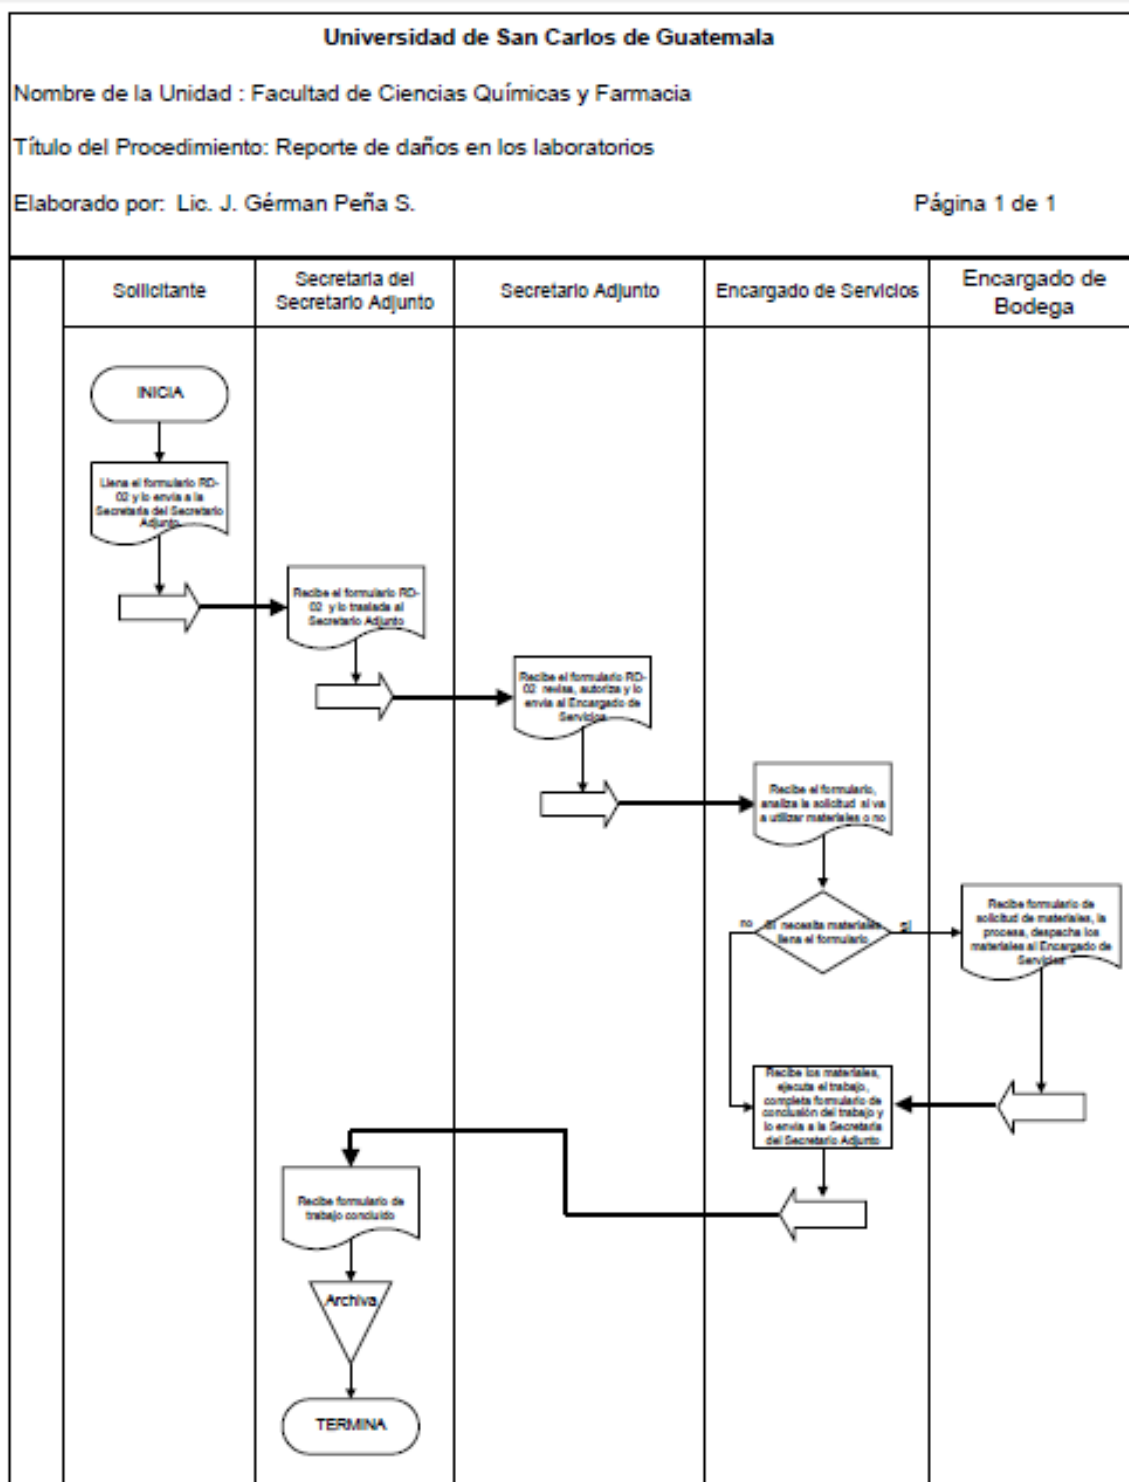 Universidad de San Carlos de Guatemala
Nombre de la Unidad : Facultad de Ciencias Químicas y Farmacia
Título del Procedimiento: Reporte de daños en los laboratorios
Elaborado por: Lic. J. Gérman Peña S.
Página 1 de 1
Sollicitante
Secretaria del
Secretario Adjunto
Secretario Adjunto
Encargado de Servicios
Encargado de
Bodega
INICIA
Llena el formulario RD-
02 y lo envia a la
Secretaria del Secretario
Adjunto
Recibe el formulario RD-
02 y lo traslada al
Secretario Adjunto
Recibe el formulario RD-
02 revisa, autoriza y lo
envia al Encargado de
Servicios
Recibe el formulario,
analiza la solicitud si va
a utilizar materiales o no
no
Si necesita materiales
llena el formulario
si
Recibe formulario de
solicitud de materiales, la
procesa, despacha los
materiales al Encargado de
Servicios
Recibe los materiales,
ejecuta el trabajo,
completa formulario de
conclusión del trabajo y
lo envia a la Secretaria
del Secretario Adjunto
Recibe formulario de
trabajo concluido
Archiva
TERMINA